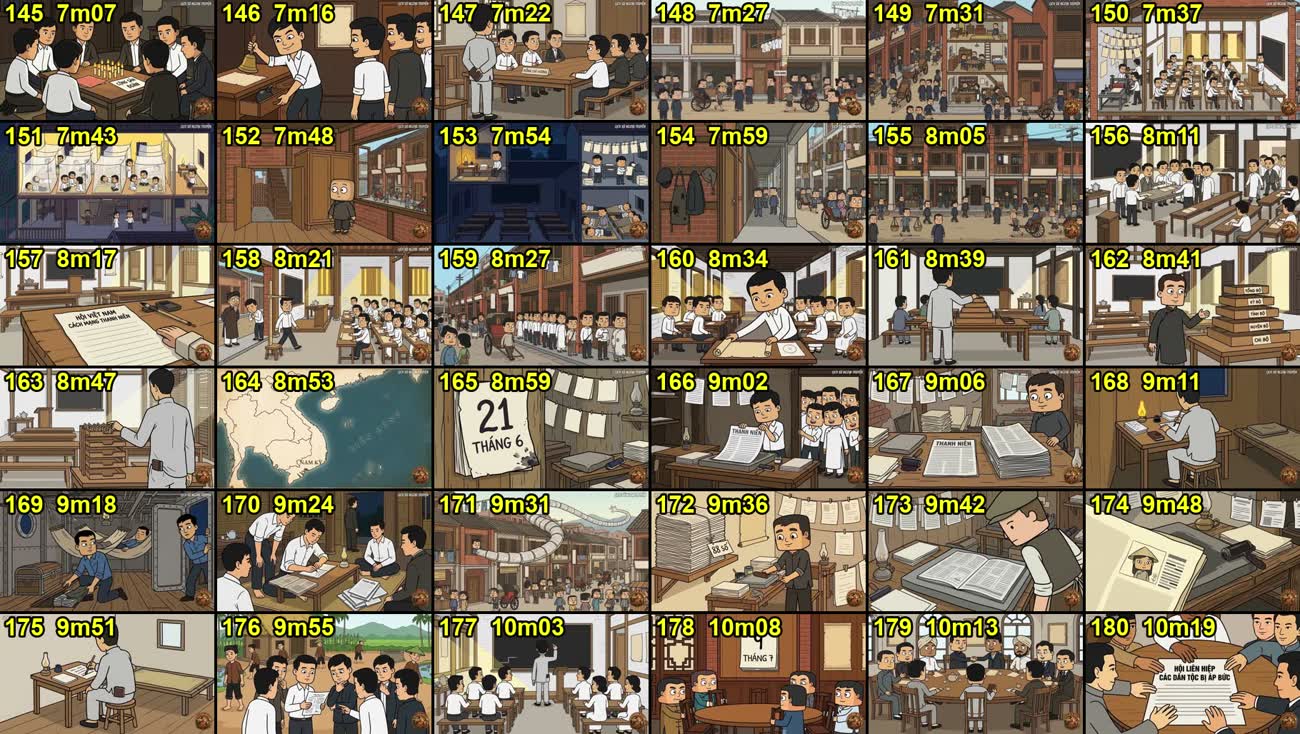 145 7m07
146 7m16
147 7m22
148 7m27
149 7m31
150 7m37
151 7m43
152 7m48
153 7m54
154 7m59
155 8m05
156 8m11
157 8m17
HỘI VIỆT NAM
CÁCH MẠNG THANH NIÊN
158 8m21
159 8m27
160 8m34
161 8m39
162 8m41
TỔNG BỘ
KỲ BỘ
TỈNH BỘ
HUYỆN BỘ
CHI BỘ
163 8m47
164 8m53
NAM KỲ
165 8m59
21
THÁNG 6
166 9m02
THANH NIÊN
167 9m06
THANH NIÊN
168 9m11
169 9m18
170 9m24
171 9m31
172 9m36
88 SỐ
173 9m42
174 9m48
175 9m51
176 9m55
177 10m03
178 10m08
THÁNG 7
179 10m13
180 10m19
HỘI LIÊN HIỆP
CÁC DÂN TỘC BỊ ÁP BỨC